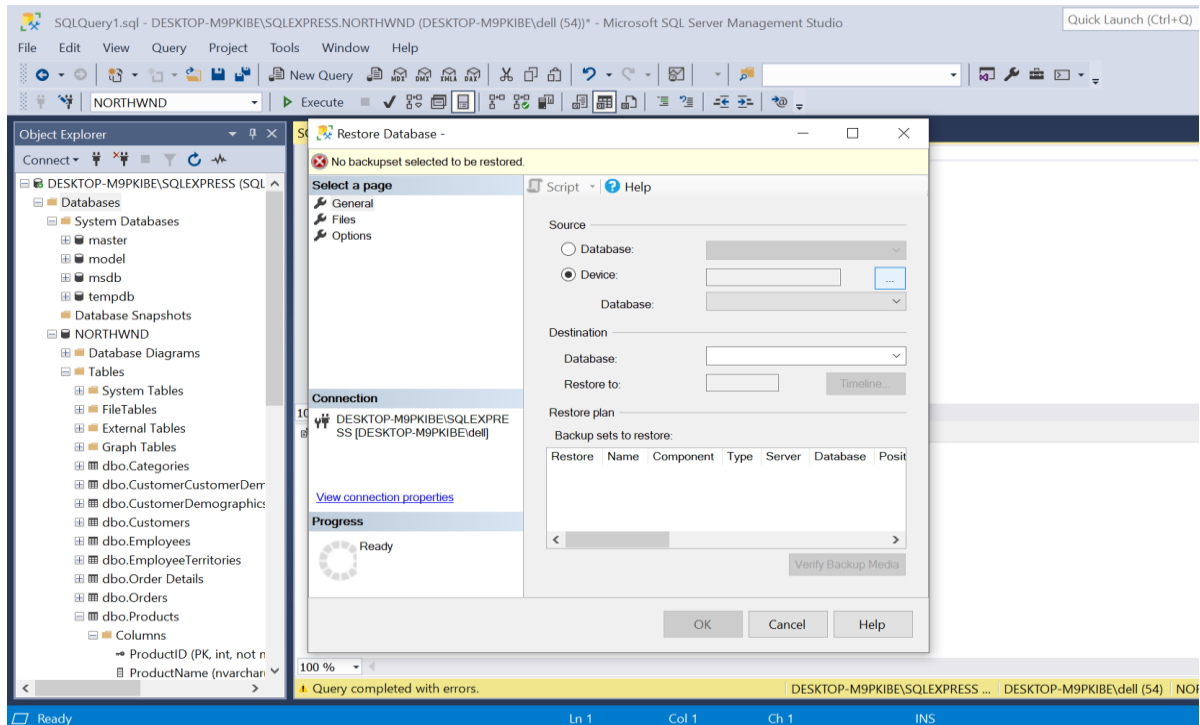 SQLQuery1.sql - DESKTOP-M9PKIBE\SQLEXPRESS.NORTHWND (DESKTOP-M9PKIBE\dell (54))* - Microsoft SQL Server Management Studio
Quick Launch (Ctrl+Q)
File Edit View Query Project Tools Window Help
New Query MDX DMX XMLA DAX
NORTHWND
Execute
Object Explorer
Connect
DESKTOP-M9PKIBE\SQLEXPRESS (SQL
Databases
System Databases
master
model
msdb
tempdb
Database Snapshots
NORTHWND
Database Diagrams
Tables
System Tables
FileTables
External Tables
Graph Tables
dbo.Categories
dbo.CustomerCustomerDem
dbo.CustomerDemographics
dbo.Customers
dbo.Employees
dbo.EmployeeTerritories
dbo.Order Details
dbo.Orders
dbo.Products
Columns
ProductID (PK, int, not n
ProductName (nvarchar(
Restore Database -
No backupset selected to be restored.
Select a page
General
Files
Options
Connection
DESKTOP-M9PKIBE\SQLEXPRE
SS [DESKTOP-M9PKIBE\dell]
View connection properties
Progress
Ready
Script
Help
Source
Database:
Device:
...
Database:
Destination
Database:
Restore to:
Timeline...
Restore plan
Backup sets to restore:
Restore Name Component Type Server Database Posit
Verify Backup Media
OK Cancel Help
100 %
Query completed with errors.
DESKTOP-M9PKIBE\SQLEXPRESS ... DESKTOP-M9PKIBE\dell (54) NOR
Ready Ln 1 Col 1 Ch 1 INS